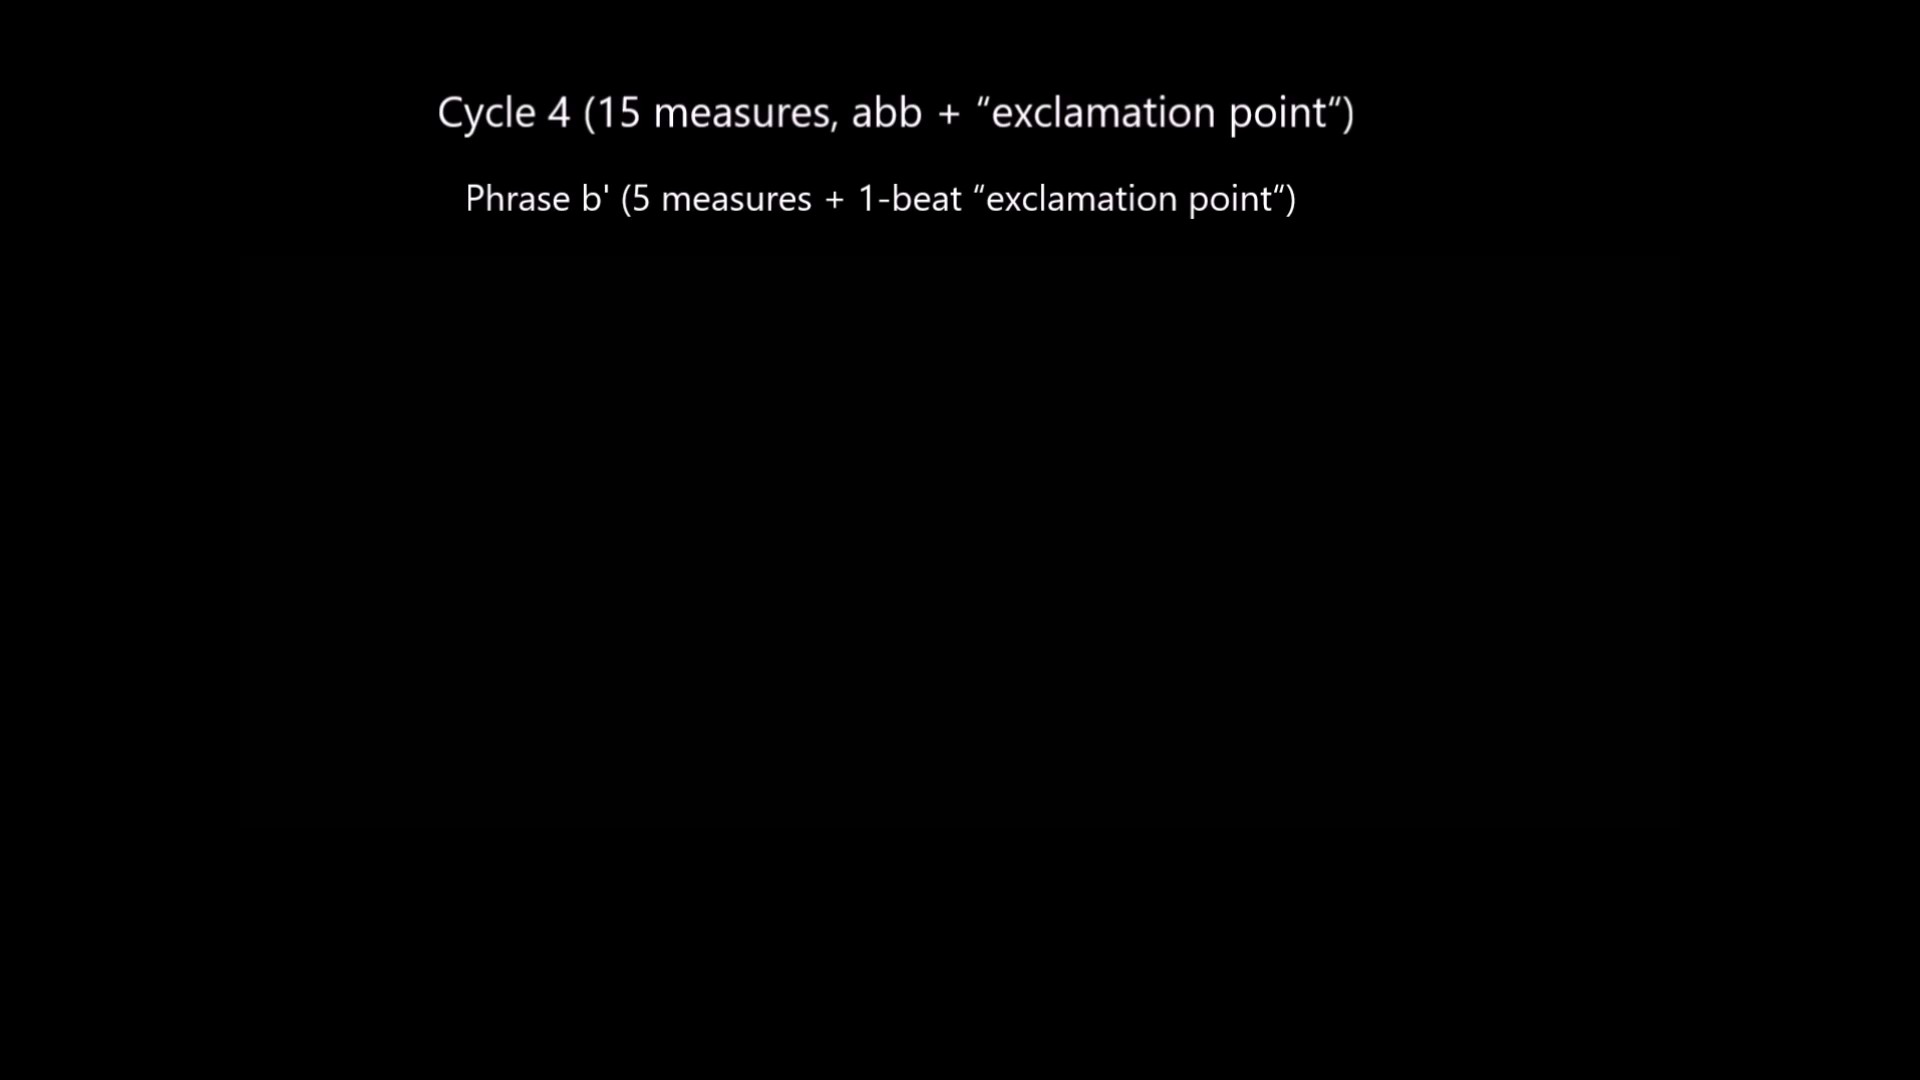 Cycle 4 (15 measures, abb + “exclamation point“)
Phrase b' (5 measures + 1-beat “exclamation point“)